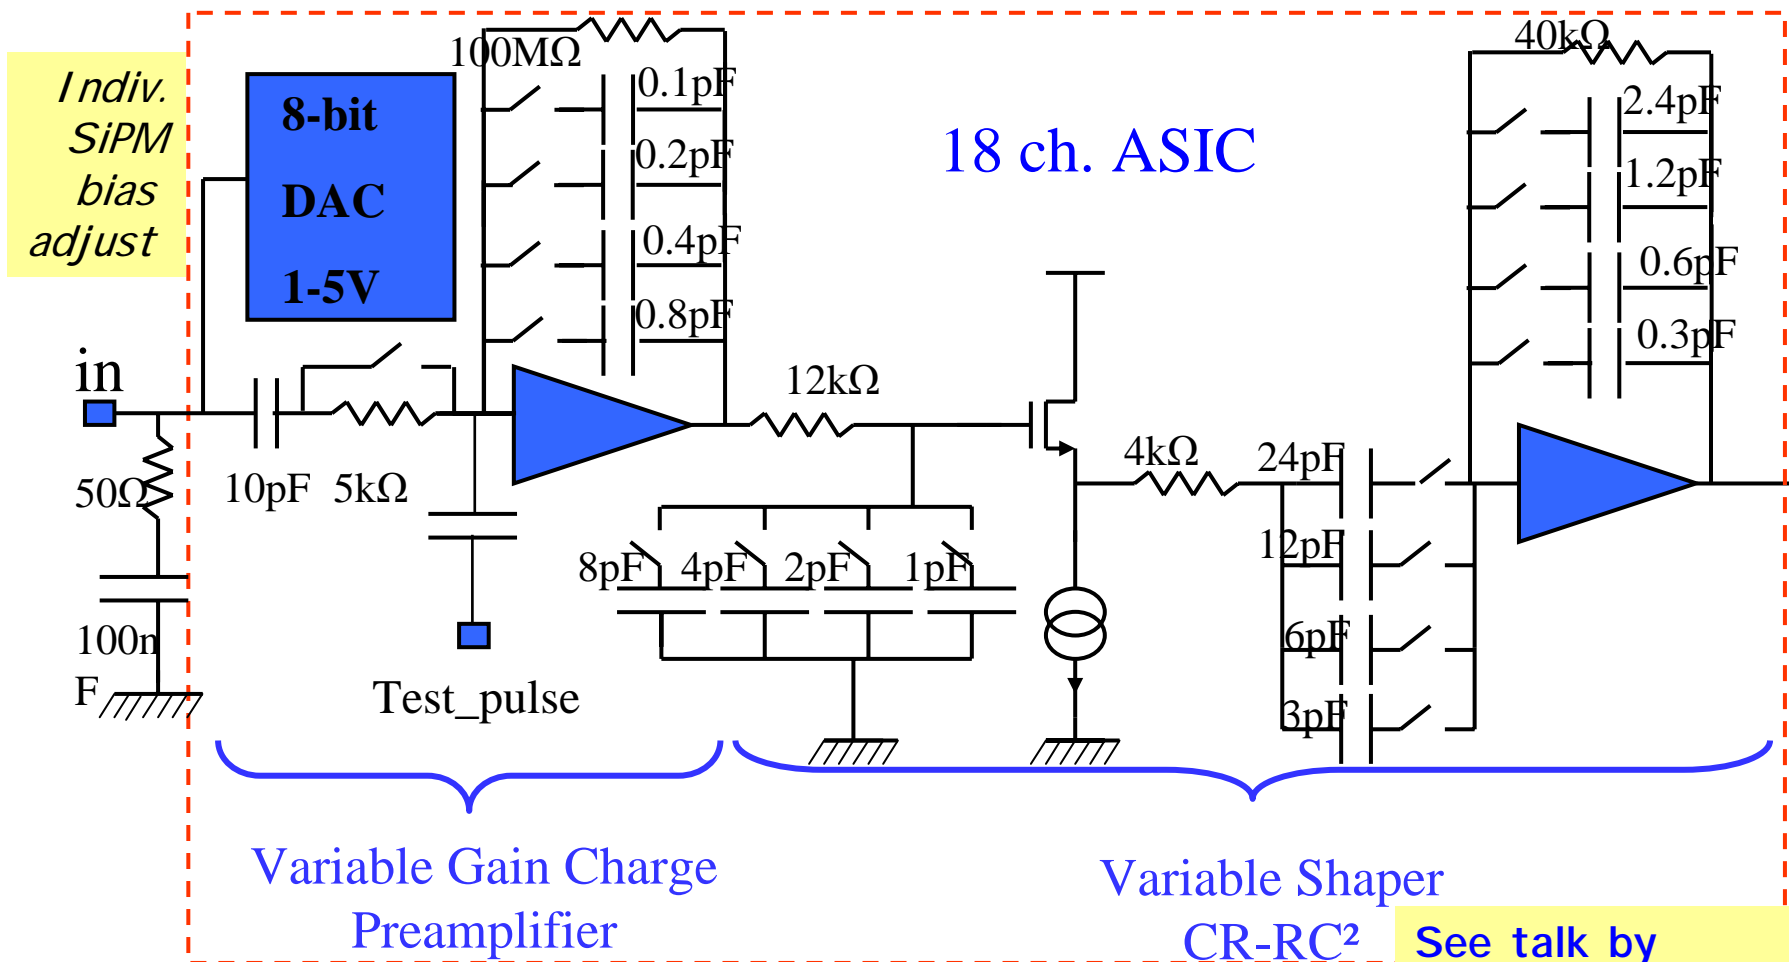 Indiv.
SiPM
bias
adjust
8-bit
DAC
1-5V
100MΩ
0.1pF
0.2pF
0.4pF
0.8pF
18 ch. ASIC
40kΩ
2.4pF
1.2pF
0.6pF
0.3pF
in
50Ω
10pF
5kΩ
100n
F
Test_pulse
12kΩ
8pF
4pF
2pF
1pF
4kΩ
24pF
12pF
6pF
3pF
Variable Gain Charge
Preamplifier
Variable Shaper
CR-RC²
See talk by